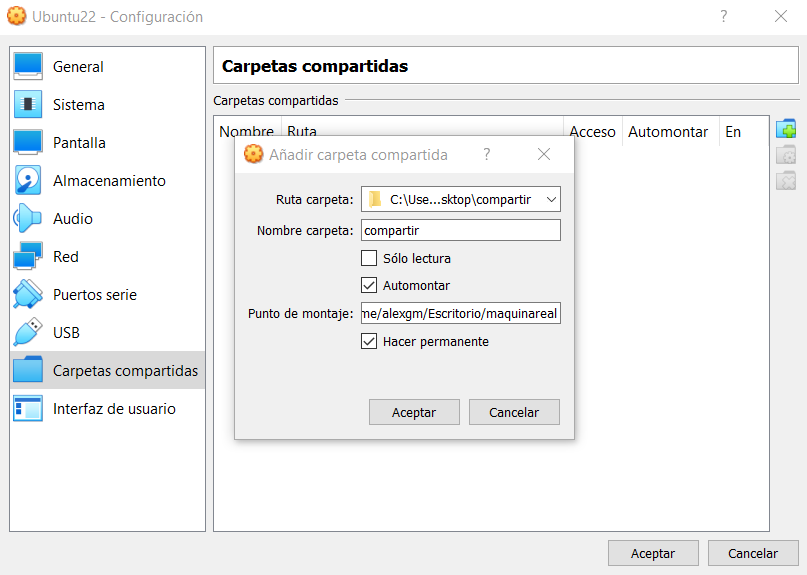 Ubuntu22 - Configuración
?
General
Sistema
Pantalla
Almacenamiento
Audio
Red
Puertos serie
USB
Carpetas compartidas
Interfaz de usuario
Carpetas compartidas
Carpetas compartidas
Nombre Ruta Acceso Automontar En
Añadir carpeta compartida ?
Ruta carpeta: C:\Use...sktop\compartir
Nombre carpeta: compartir
Sólo lectura
Automontar
Punto de montaje: me/alexgm/Escritorio/maquinareal
Hacer permanente
Aceptar Cancelar
Aceptar Cancelar